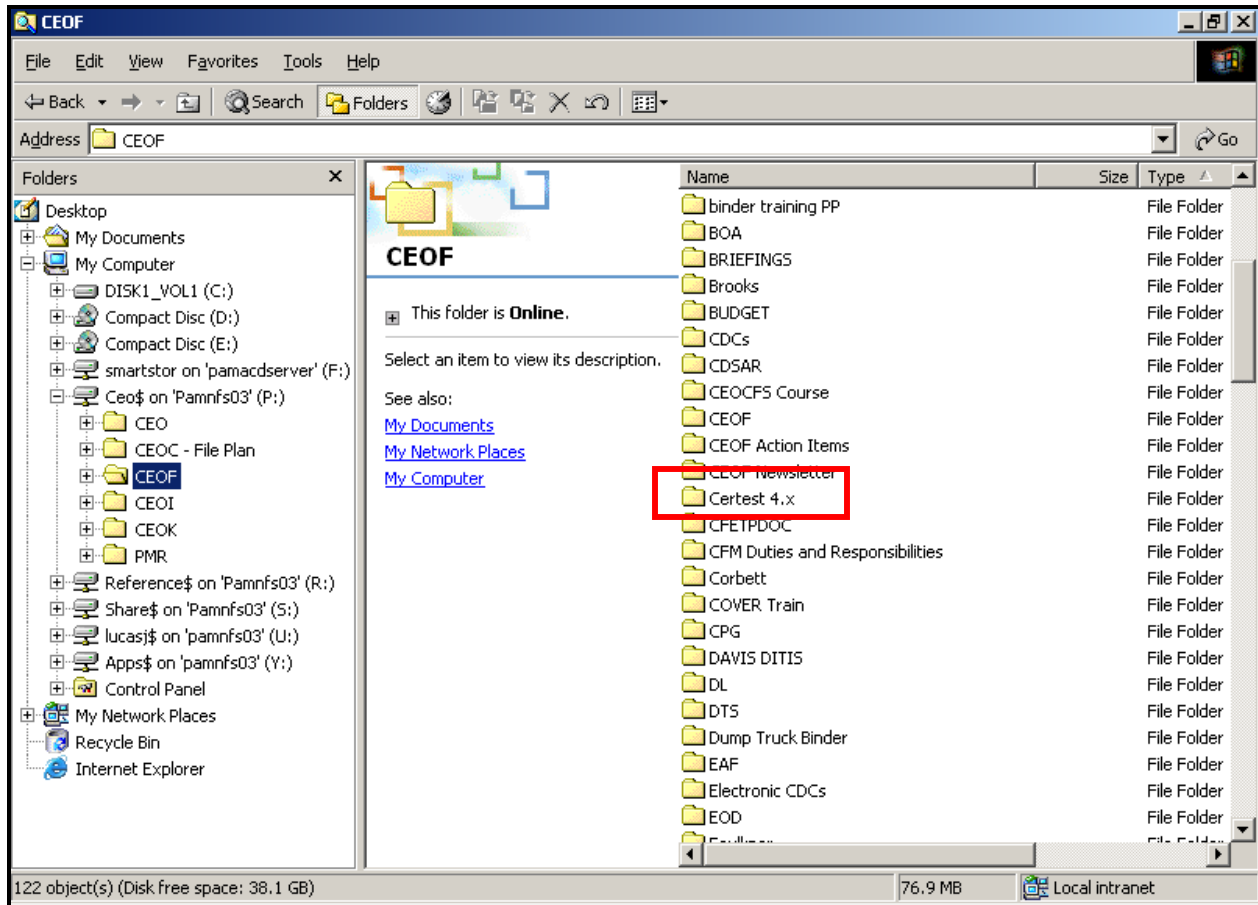 CEOF
File Edit View Favorites Tools Help
Back Search Folders
Address CEOF Go
Folders
Desktop
My Documents
My Computer
DISK1_VOL1 (C:)
Compact Disc (D:)
Compact Disc (E:)
smartstor on 'pamacdserver' (F:)
Ceo$ on 'Pamnfs03' (P:)
CEO
CEOC - File Plan
CEOF
CEOI
CEOK
PMR
Reference$ on 'Pamnfs03' (R:)
Share$ on 'Pamnfs03' (S:)
lucasj$ on 'pamnfs03' (U:)
Apps$ on 'pamnfs03' (Y:)
Control Panel
My Network Places
Recycle Bin
Internet Explorer
CEOF
This folder is Online.
Select an item to view its description.
See also:
My Documents
My Network Places
My Computer
Name Size Type
binder training PP File Folder
BOA File Folder
BRIEFINGS File Folder
Brooks File Folder
BUDGET File Folder
CDCs File Folder
CDSAR File Folder
CEOCFS Course File Folder
CEOF File Folder
CEOF Action Items File Folder
CEOF Newsletter File Folder
Certest 4.x File Folder
CFETPDOC File Folder
CFM Duties and Responsibilities File Folder
Corbett File Folder
COVER Train File Folder
CPG File Folder
DAVIS DITIS File Folder
DL File Folder
DTS File Folder
Dump Truck Binder File Folder
EAF File Folder
Electronic CDCs File Folder
EOD File Folder
File Folder
122 object(s) (Disk free space: 38.1 GB) 76.9 MB Local intranet